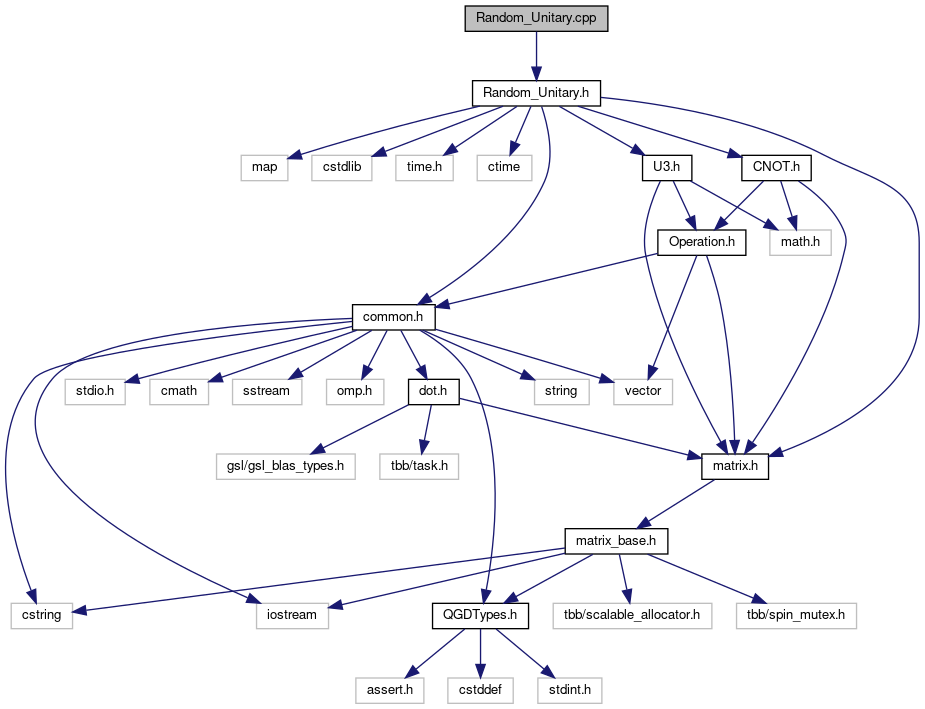 Random_Unitary.cpp
Random_Unitary.h
map
cstdlib
time.h
ctime
U3.h
CNOT.h
Operation.h
math.h
common.h
stdio.h
cmath
sstream
omp.h
dot.h
string
vector
gsl/gsl_blas_types.h
tbb/task.h
matrix.h
matrix_base.h
cstring
iostream
QGDTypes.h
tbb/scalable_allocator.h
tbb/spin_mutex.h
assert.h
cstddef
stdint.h